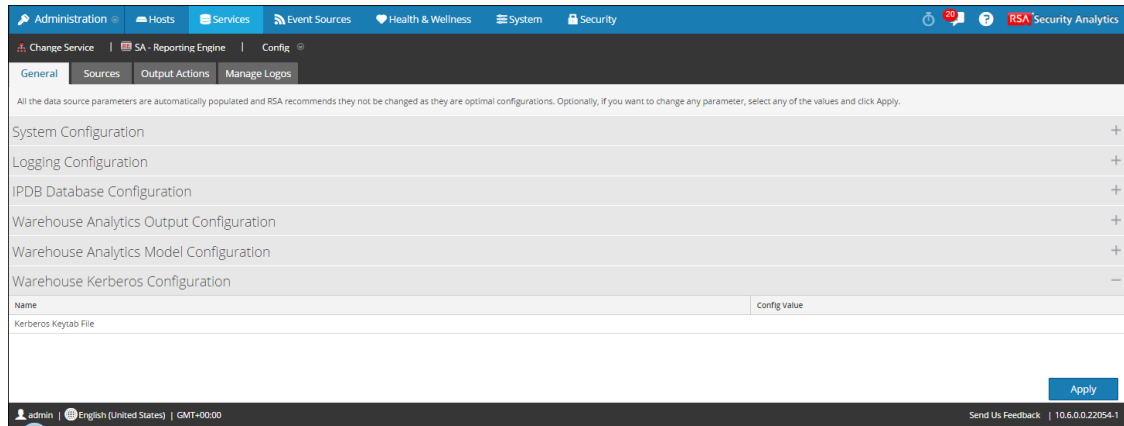 Administration Hosts Services Event Sources Health & Wellness System Security 20 ? RSA Security Analytics
Change Service | SA - Reporting Engine | Config
General Sources Output Actions Manage Logos
All the data source parameters are automatically populated and RSA recommends they not be changed as they are optimal configurations. Optionally, if you want to change any parameter, select any of the values and click Apply.
System Configuration
Logging Configuration
IPDB Database Configuration
Warehouse Analytics Output Configuration
Warehouse Analytics Model Configuration
Warehouse Kerberos Configuration
Name Config Value
Kerberos Keytab File
Apply
admin | English (United States) | GMT+00:00 Send Us Feedback | 10.6.0.0.22054-1